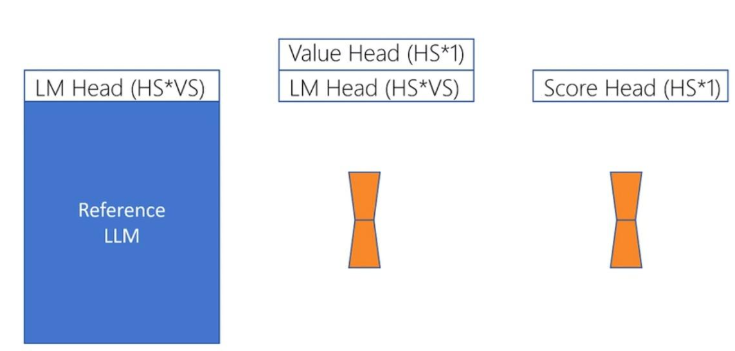 LM Head (HS*VS)
Reference
LLM
Value Head (HS*1)
LM Head (HS*VS)
Score Head (HS*1)